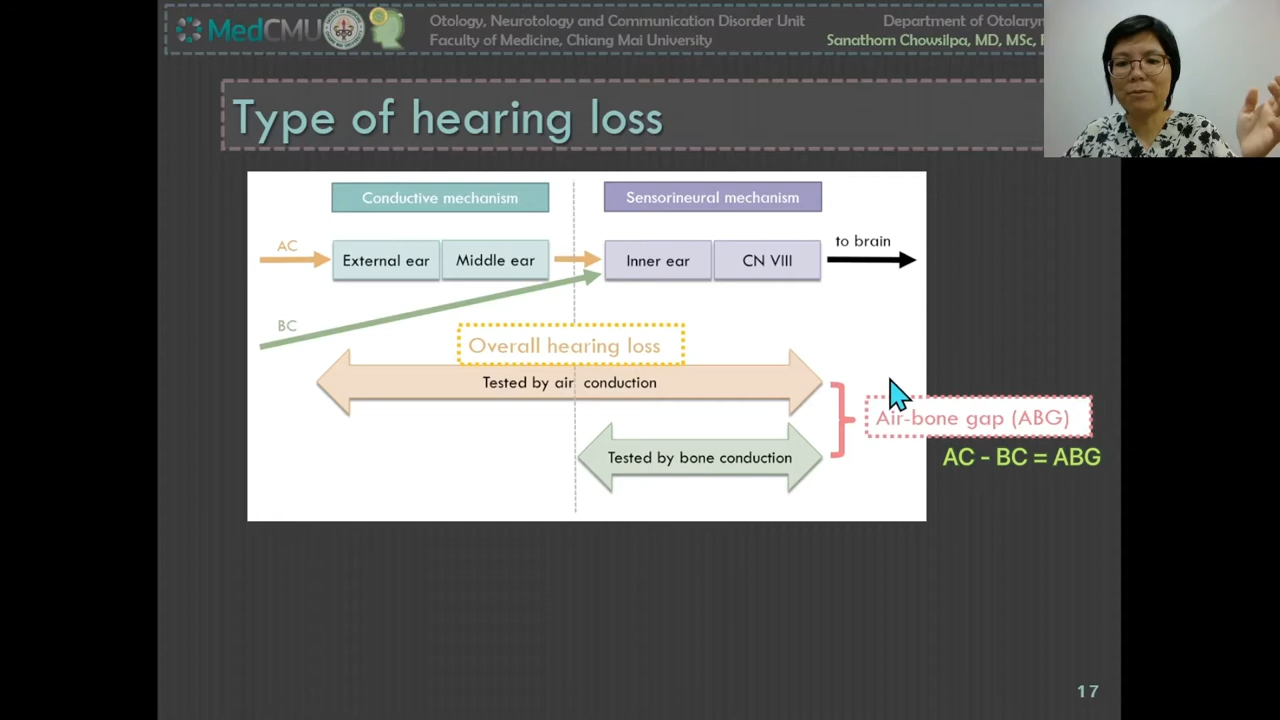 MedCMU
Otology, Neurotology and Communication Disorder Unit
Faculty of Medicine, Chiang Mai University
Department of
Sanathorn Chowsilpa, MD, MSc,
Type of hearing loss
Conductive mechanism
Sensorineural mechanism
AC
External ear
Middle ear
Inner ear
CN VIII
to brain
BC
Overall hearing loss
Tested by air conduction
Tested by bone conduction
Air-bone gap (ABG)
AC - BC = ABG
17